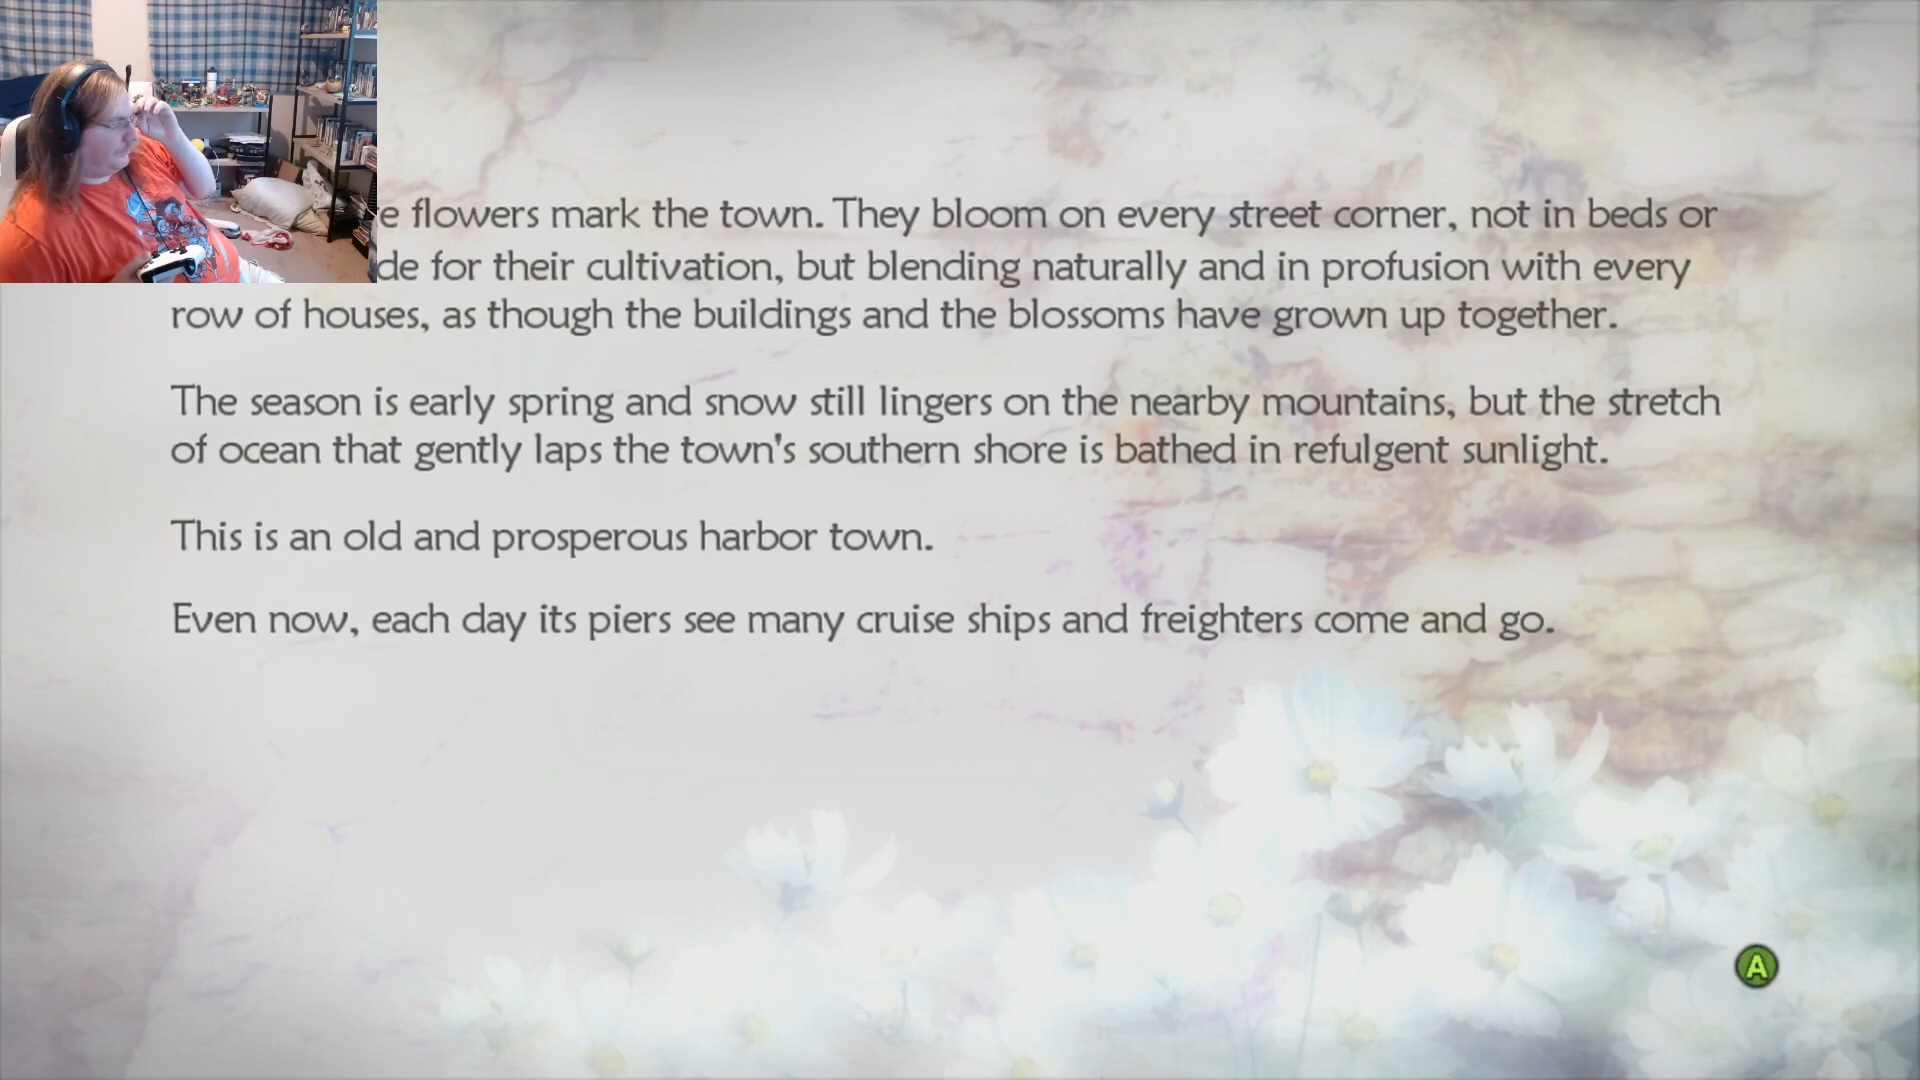 flowers mark the town. They bloom on every street corner, not in beds or
for their cultivation, but blending naturally and in profusion with every
row of houses, as though the buildings and the blossoms have grown up together.
The season is early spring and snow still lingers on the nearby mountains, but the stretch
of ocean that gently laps the town's southern shore is bathed in refulgent sunlight.
This is an old and prosperous harbor town.
Even now, each day its piers see many cruise ships and freighters come and go.
A